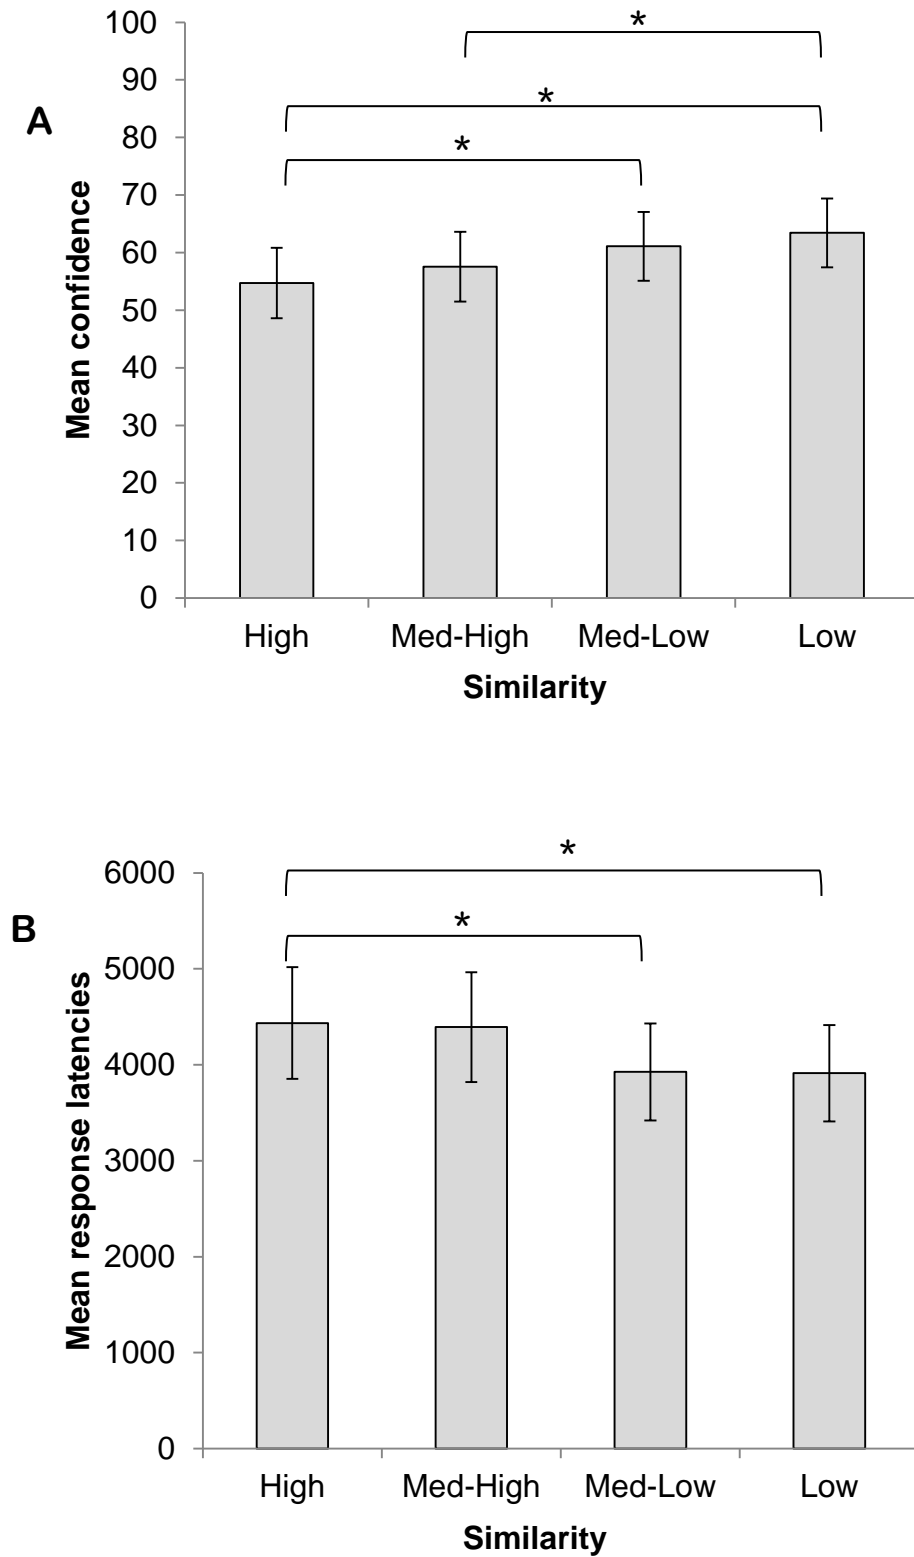 A
Mean confidence
100
90
80
70
60
50
40
30
20
10
0
*
*
*
High Med-High Med-Low Low
Similarity
B
Mean response latencies
6000
5000
4000
3000
2000
1000
0
*
*
High Med-High Med-Low Low
Similarity